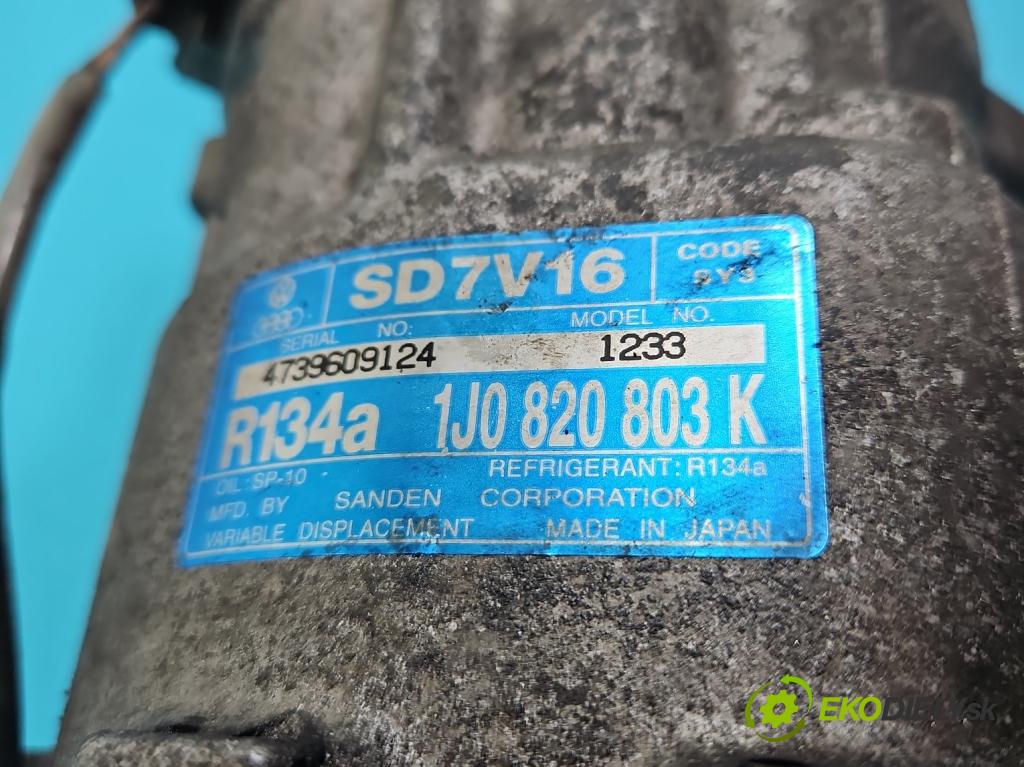 SD7V16
CODE
SERIAL NO: MODEL NO.
4739609124 1233
R134a 1J0 820 803 K
OIL: SP-10 REFRIGERANT: R134a
MFD. BY SANDEN CORPORATION
VARIABLE DISPLACEMENT MADE IN JAPAN
EKODIELY.sk